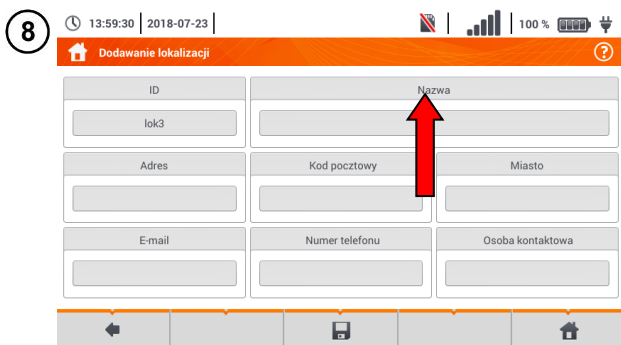 8
13:59:30 2018-07-23 100 %
Dodawanie lokalizacji ?
ID Nazwa
lok3
Adres Kod pocztowy Miasto
E-mail Numer telefonu Osoba kontaktowa